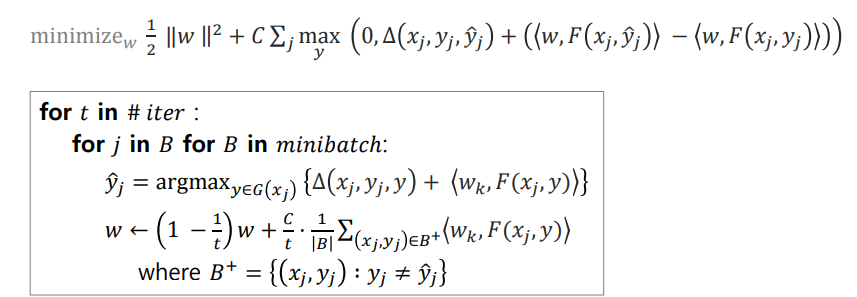 minimize_w 1/2 ‖w ‖² + C Σ_j max_y (0, Δ(x_j, y_j, ŷ_j) + (⟨w, F(x_j, ŷ_j)⟩ − ⟨w, F(x_j, y_j)⟩))
for t in # iter :
for j in B for B in minibatch:
ŷ_j = argmax_{y∈G(x_j)} {Δ(x_j, y_j, y) + ⟨w_k, F(x_j, y)⟩}
w ← (1 − 1/t) w + C/t · 1/|B| Σ_{(x_j,y_j)∈B⁺} ⟨w_k, F(x_j, y)⟩
where B⁺ = {(x_j, y_j) : y_j ≠ ŷ_j}